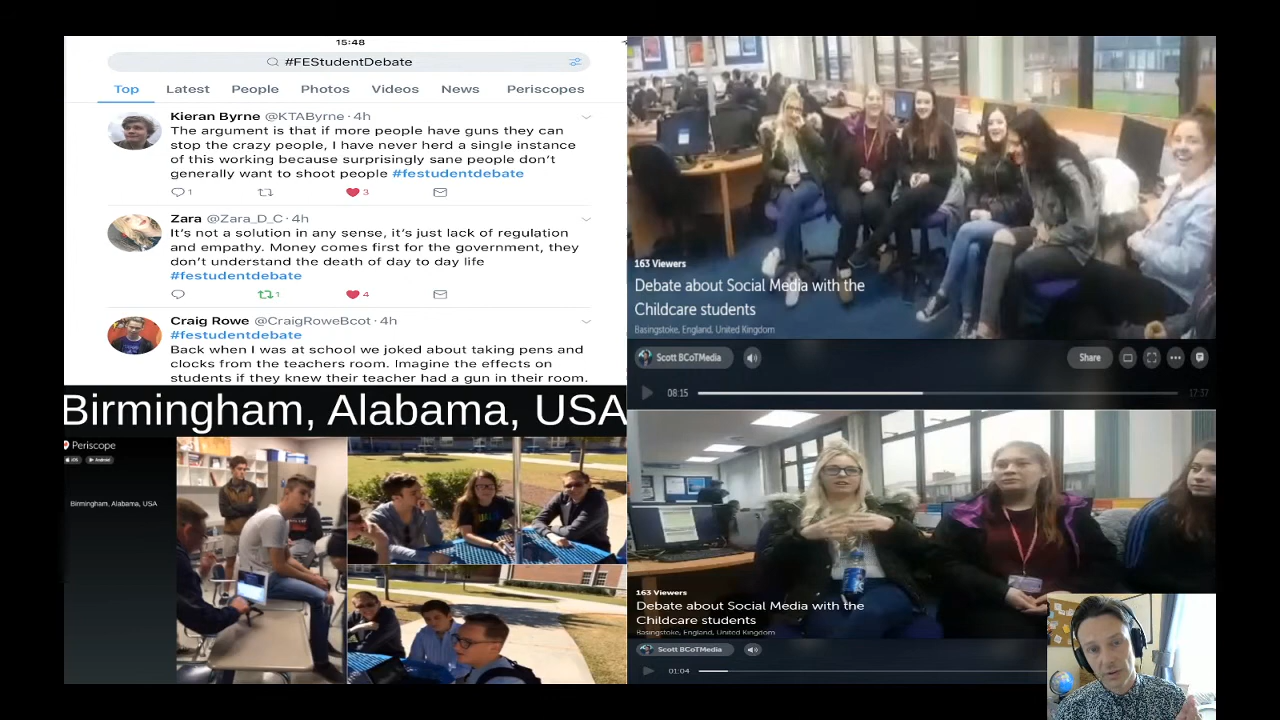 15:48
#FEStudentDebate
Top Latest People Photos Videos News Periscopes
Kieran Byrne @KTAByrne · 4h
The argument is that if more people have guns they can
stop the crazy people, I have never herd a single instance
of this working because surprisingly sane people don't
generally want to shoot people #festudentdebate
1 3
Zara @Zara_D_C · 4h
It's not a solution in any sense, it's just lack of regulation
and empathy. Money comes first for the government, they
don't understand the death of day to day life
#festudentdebate
1 4
Craig Rowe @CraigRoweBcot · 4h
#festudentdebate
Back when I was at school we joked about taking pens and
clocks from the teachers room. Imagine the effects on
students if they knew their teacher had a gun in their room.
Birmingham, Alabama, USA
Periscope
iOS Android
Birmingham, Alabama, USA
163 Viewers
Debate about Social Media with the
Childcare students
Basingstoke, England, United Kingdom
Scott BCoTMedia Share
08:15 17:37
163 Viewers
Debate about Social Media with the
Childcare students
Basingstoke, England, United Kingdom
Scott BCoTMedia
01:04